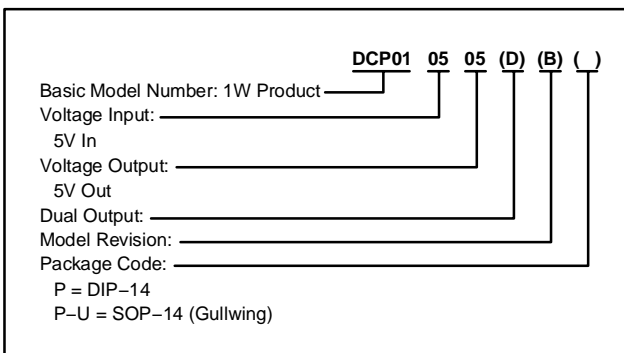 DCP01 05 05 (D) (B) ( )
Basic Model Number: 1W Product
Voltage Input:
5V In
Voltage Output:
5V Out
Dual Output:
Model Revision:
Package Code:
P = DIP−14
P−U = SOP−14 (Gullwing)